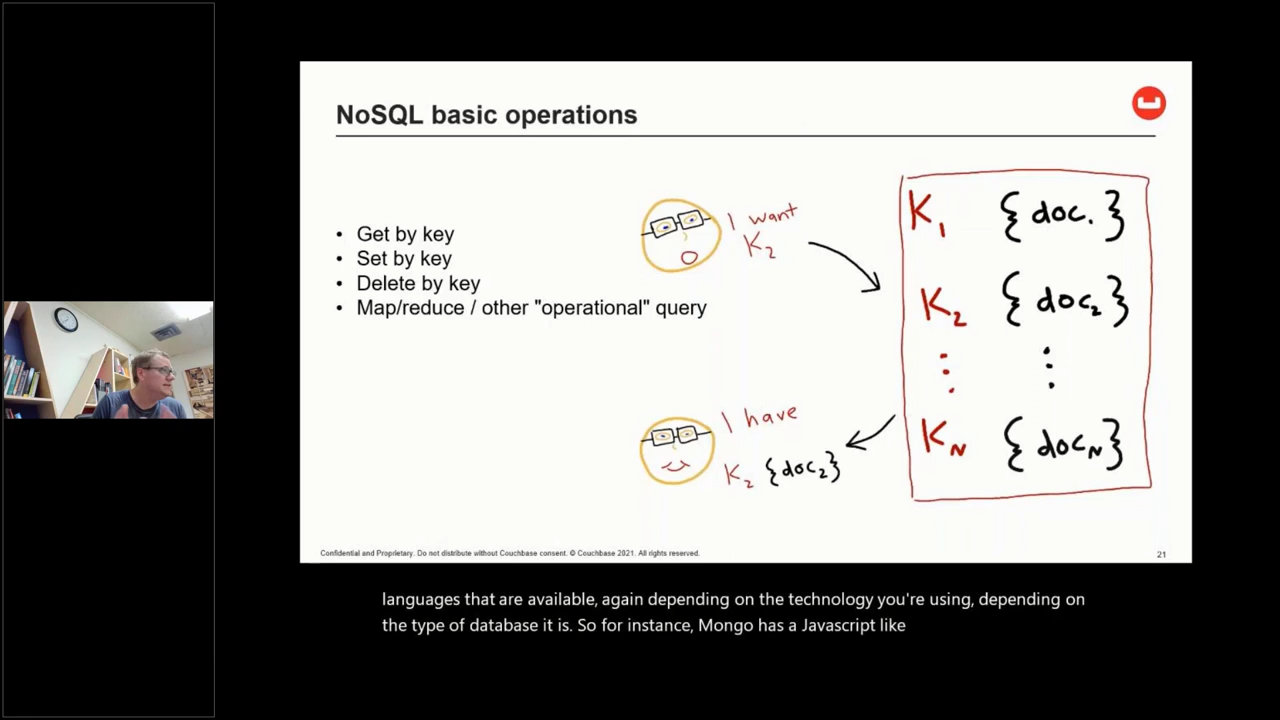 NoSQL basic operations
• Get by key
• Set by key
• Delete by key
• Map/reduce / other "operational" query
I want
K2
K1 {doc.}
K2 {doc2}
KN {docN}
I have
K2 {doc2}
Confidential and Proprietary. Do not distribute without Couchbase consent. © Couchbase 2021. All rights reserved.
21
languages that are available, again depending on the technology you're using, depending on
the type of database it is. So for instance, Mongo has a Javascript like